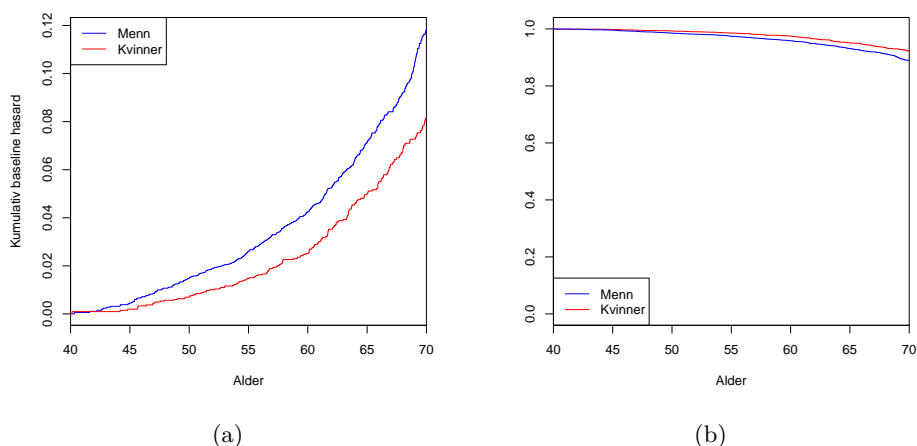 Kumulativ baseline hasard
0.12
0.10
0.08
0.06
0.04
0.02
0.00
Menn
Kvinner
40 45 50 55 60 65 70
Alder
(a)
1.0
0.8
0.6
0.4
0.2
0.0
Menn
Kvinner
40 45 50 55 60 65 70
Alder
(b)